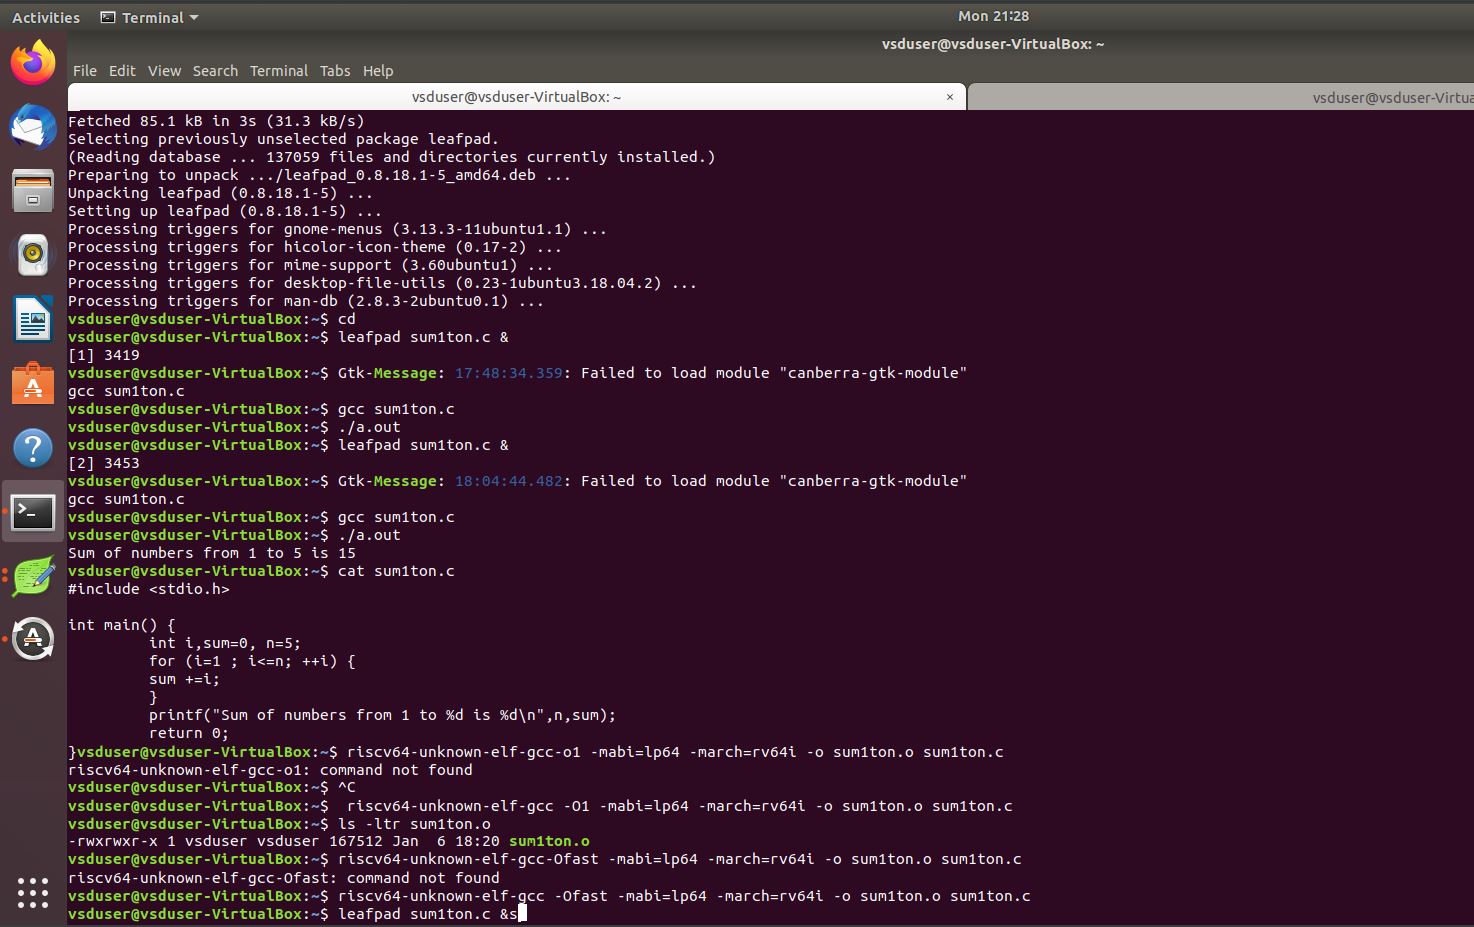 Activities Terminal Mon 21:28
vsduser@vsduser-VirtualBox: ~
File Edit View Search Terminal Tabs Help
vsduser@vsduser-VirtualBox: ~ × vsduser@vsduser-Virtua
Fetched 85.1 kB in 3s (31.3 kB/s)
Selecting previously unselected package leafpad.
(Reading database ... 137059 files and directories currently installed.)
Preparing to unpack .../leafpad_0.8.18.1-5_amd64.deb ...
Unpacking leafpad (0.8.18.1-5) ...
Setting up leafpad (0.8.18.1-5) ...
Processing triggers for gnome-menus (3.13.3-11ubuntu1.1) ...
Processing triggers for hicolor-icon-theme (0.17-2) ...
Processing triggers for mime-support (3.60ubuntu1) ...
Processing triggers for desktop-file-utils (0.23-1ubuntu3.18.04.2) ...
Processing triggers for man-db (2.8.3-2ubuntu0.1) ...
vsduser@vsduser-VirtualBox:~$ cd
vsduser@vsduser-VirtualBox:~$ leafpad sum1ton.c &
[1] 3419
vsduser@vsduser-VirtualBox:~$ Gtk-Message: 17:48:34.359: Failed to load module "canberra-gtk-module"
gcc sum1ton.c
vsduser@vsduser-VirtualBox:~$ gcc sum1ton.c
vsduser@vsduser-VirtualBox:~$ ./a.out
vsduser@vsduser-VirtualBox:~$ leafpad sum1ton.c &
[2] 3453
vsduser@vsduser-VirtualBox:~$ Gtk-Message: 18:04:44.482: Failed to load module "canberra-gtk-module"
gcc sum1ton.c
vsduser@vsduser-VirtualBox:~$ gcc sum1ton.c
vsduser@vsduser-VirtualBox:~$ ./a.out
Sum of numbers from 1 to 5 is 15
vsduser@vsduser-VirtualBox:~$ cat sum1ton.c
#include <stdio.h>
int main() {
int i,sum=0, n=5;
for (i=1 ; i<=n; ++i) {
sum +=i;
}
printf("Sum of numbers from 1 to %d is %d\n",n,sum);
return 0;
}vsduser@vsduser-VirtualBox:~$ riscv64-unknown-elf-gcc-o1 -mabi=lp64 -march=rv64i -o sum1ton.o sum1ton.c
riscv64-unknown-elf-gcc-o1: command not found
vsduser@vsduser-VirtualBox:~$ ^C
vsduser@vsduser-VirtualBox:~$  riscv64-unknown-elf-gcc -O1 -mabi=lp64 -march=rv64i -o sum1ton.o sum1ton.c
vsduser@vsduser-VirtualBox:~$ ls -ltr sum1ton.o
-rwxrwxr-x 1 vsduser vsduser 167512 Jan  6 18:20 sum1ton.o
vsduser@vsduser-VirtualBox:~$ riscv64-unknown-elf-gcc-Ofast -mabi=lp64 -march=rv64i -o sum1ton.o sum1ton.c
riscv64-unknown-elf-gcc-Ofast: command not found
vsduser@vsduser-VirtualBox:~$ riscv64-unknown-elf-gcc -Ofast -mabi=lp64 -march=rv64i -o sum1ton.o sum1ton.c
vsduser@vsduser-VirtualBox:~$ leafpad sum1ton.c &s